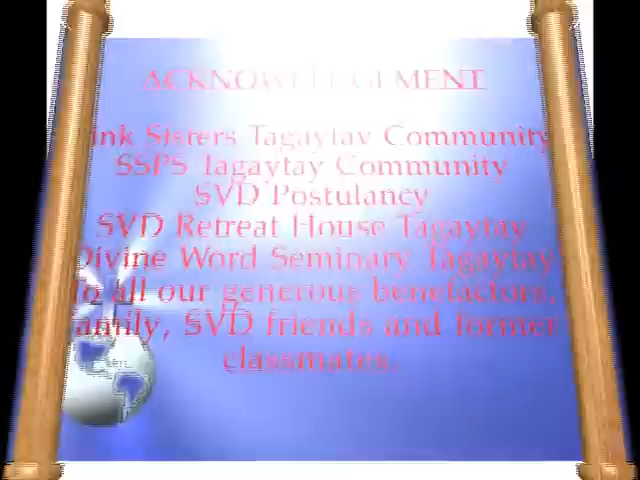 ACKNOWLEDGEMENT
Pink Sisters Tagaytay Community
SSPS Tagaytay Community
SVD Postulancy
SVD Retreat House Tagaytay
Divine Word Seminary Tagaytay
To all our generous benefactors,
family, SVD friends and former
classmates.